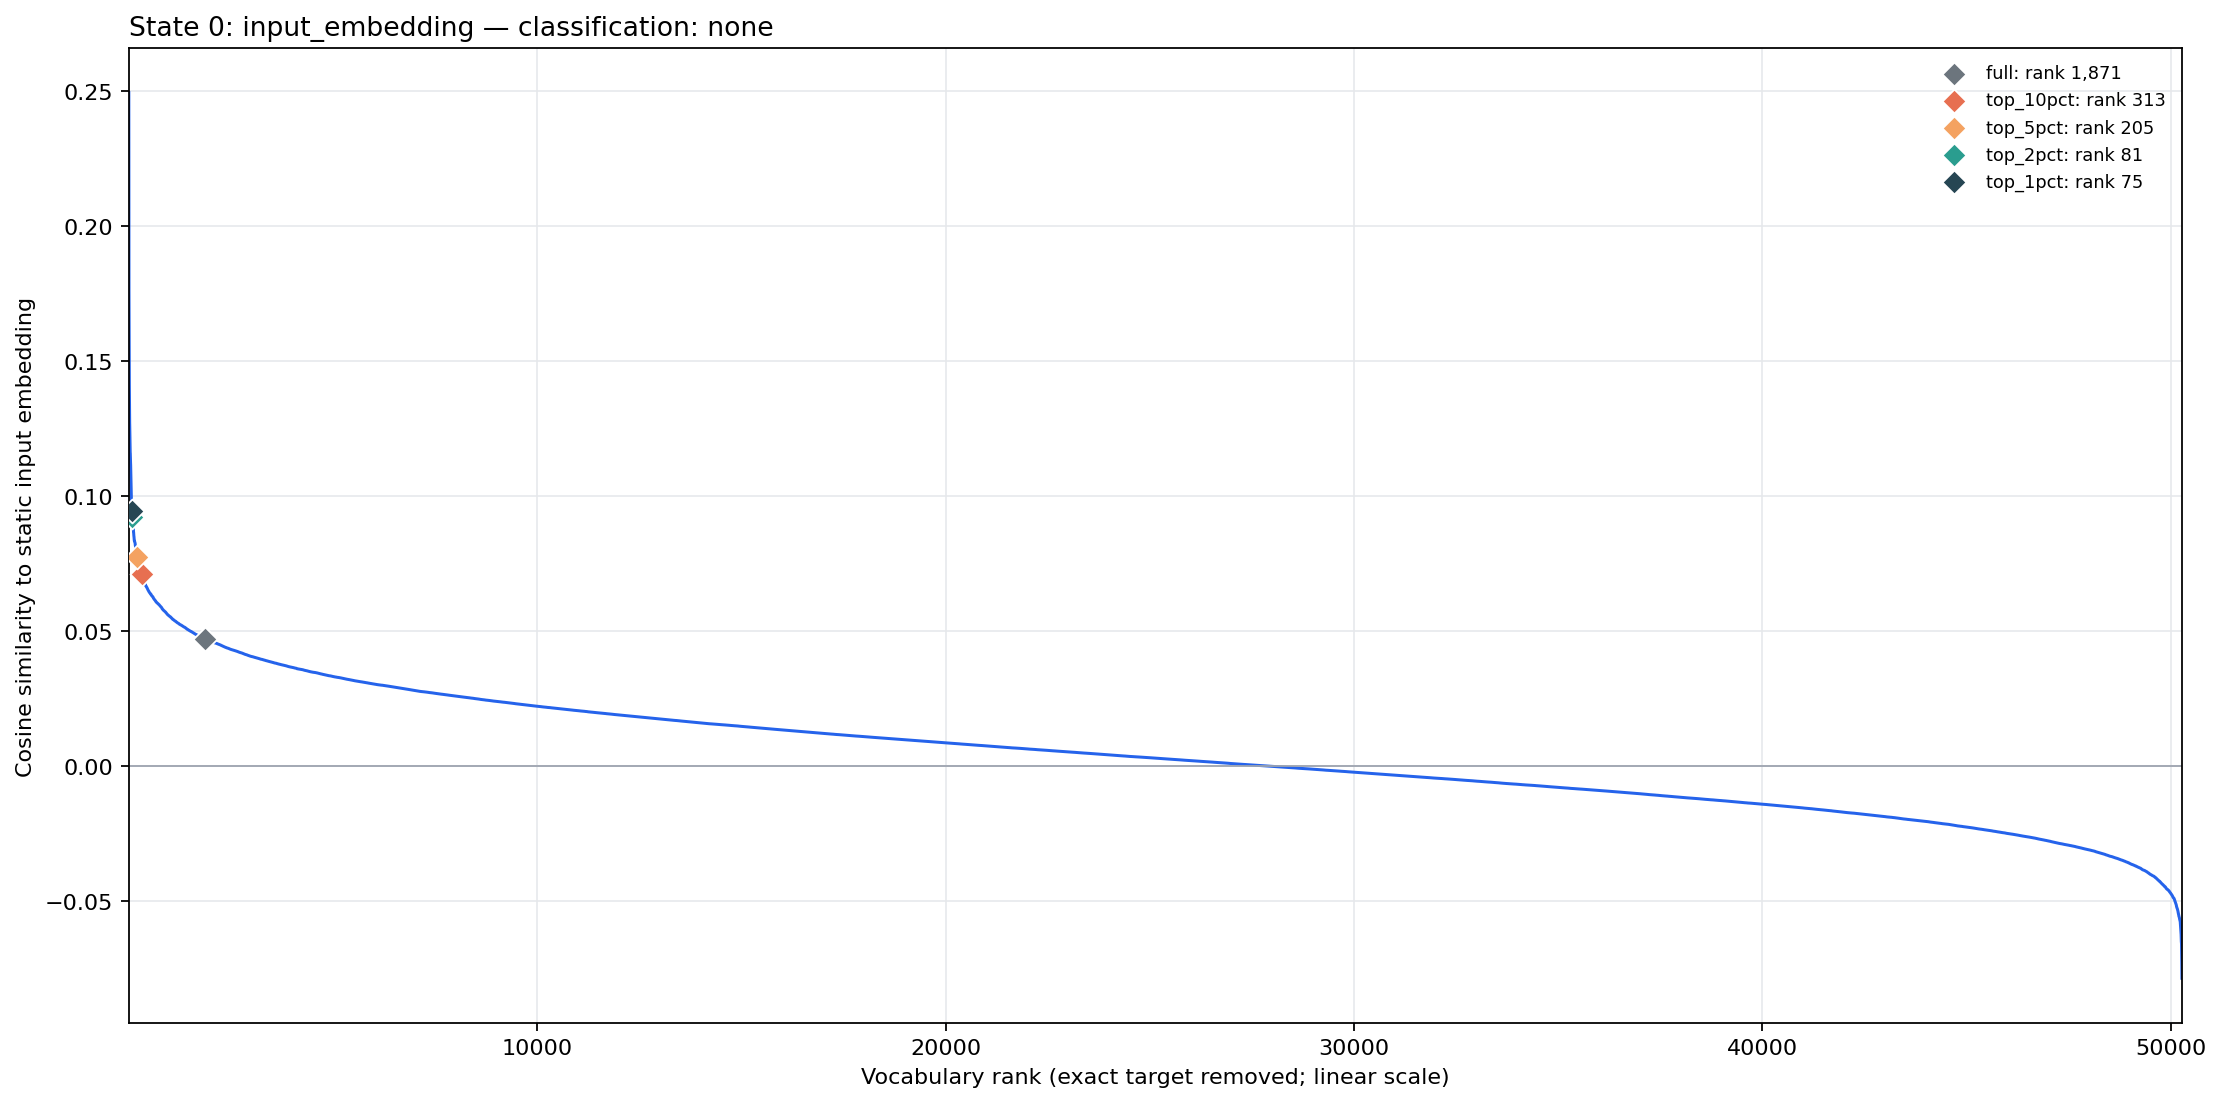 State 0: input_embedding — classification: none
full: rank 1,871
top_10pct: rank 313
top_5pct: rank 205
top_2pct: rank 81
top_1pct: rank 75
Cosine similarity to static input embedding
0.25
0.20
0.15
0.10
0.05
0.00
−0.05
10000 20000 30000 40000 50000
Vocabulary rank (exact target removed; linear scale)